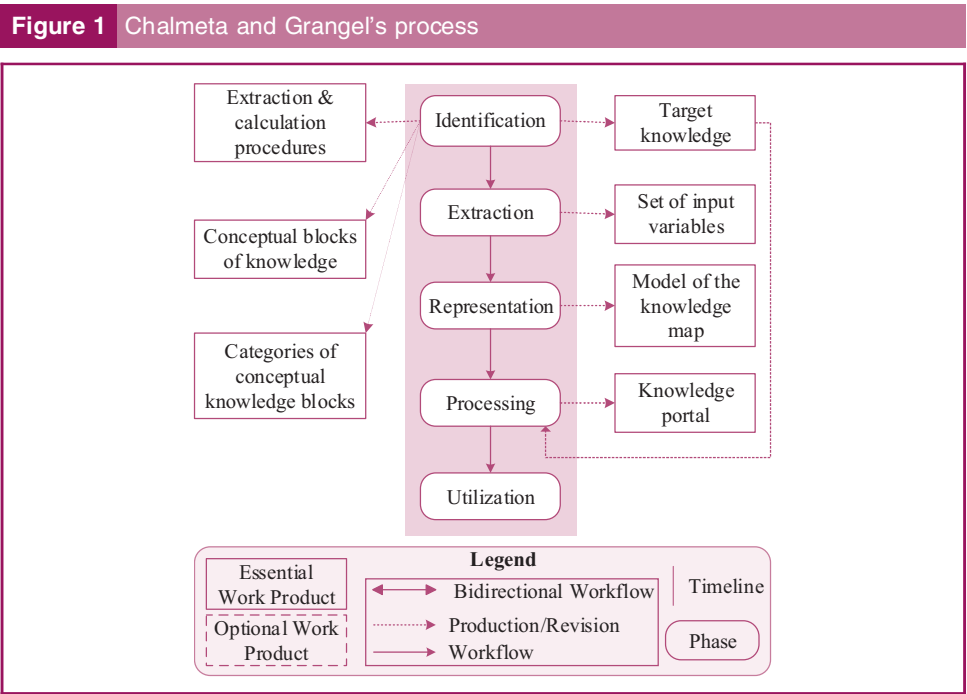 Figure 1 Chalmeta and Grangel's process
Extraction &
calculation
procedures
Identification
Target
knowledge
Conceptual blocks
of knowledge
Extraction
Set of input
variables
Representation
Model of the
knowledge
map
Categories of
conceptual
knowledge blocks
Processing
Knowledge
portal
Utilization
Legend
Essential
Work Product
Optional Work
Product
Bidirectional Workflow
Production/Revision
Workflow
Timeline
Phase